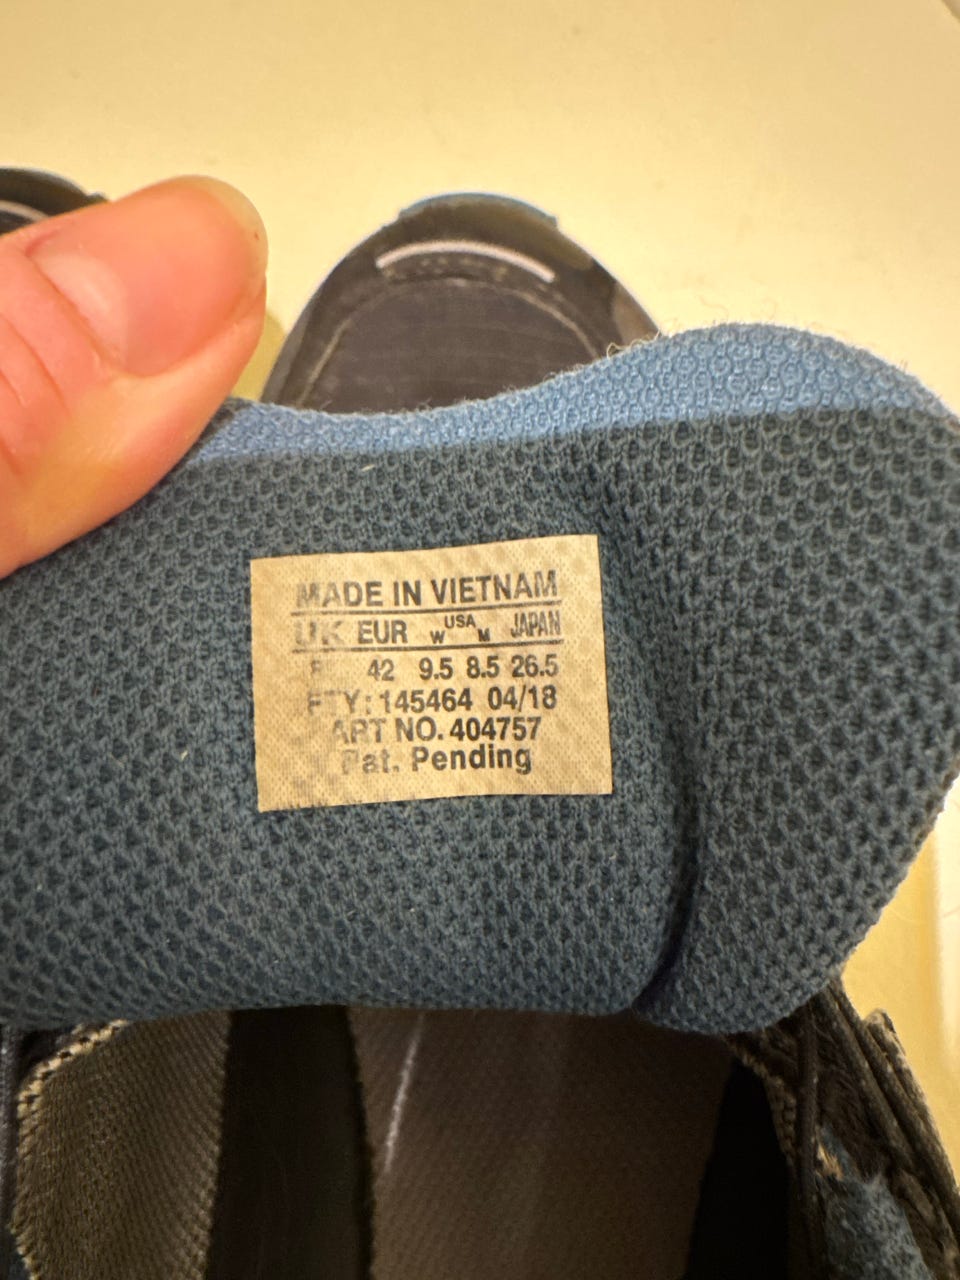 MADE IN VIETNAM
UK EUR W USA M JAPAN
42 9.5 8.5 26.5
FTY: 145464 04/18
ART NO. 404757
Pat. Pending